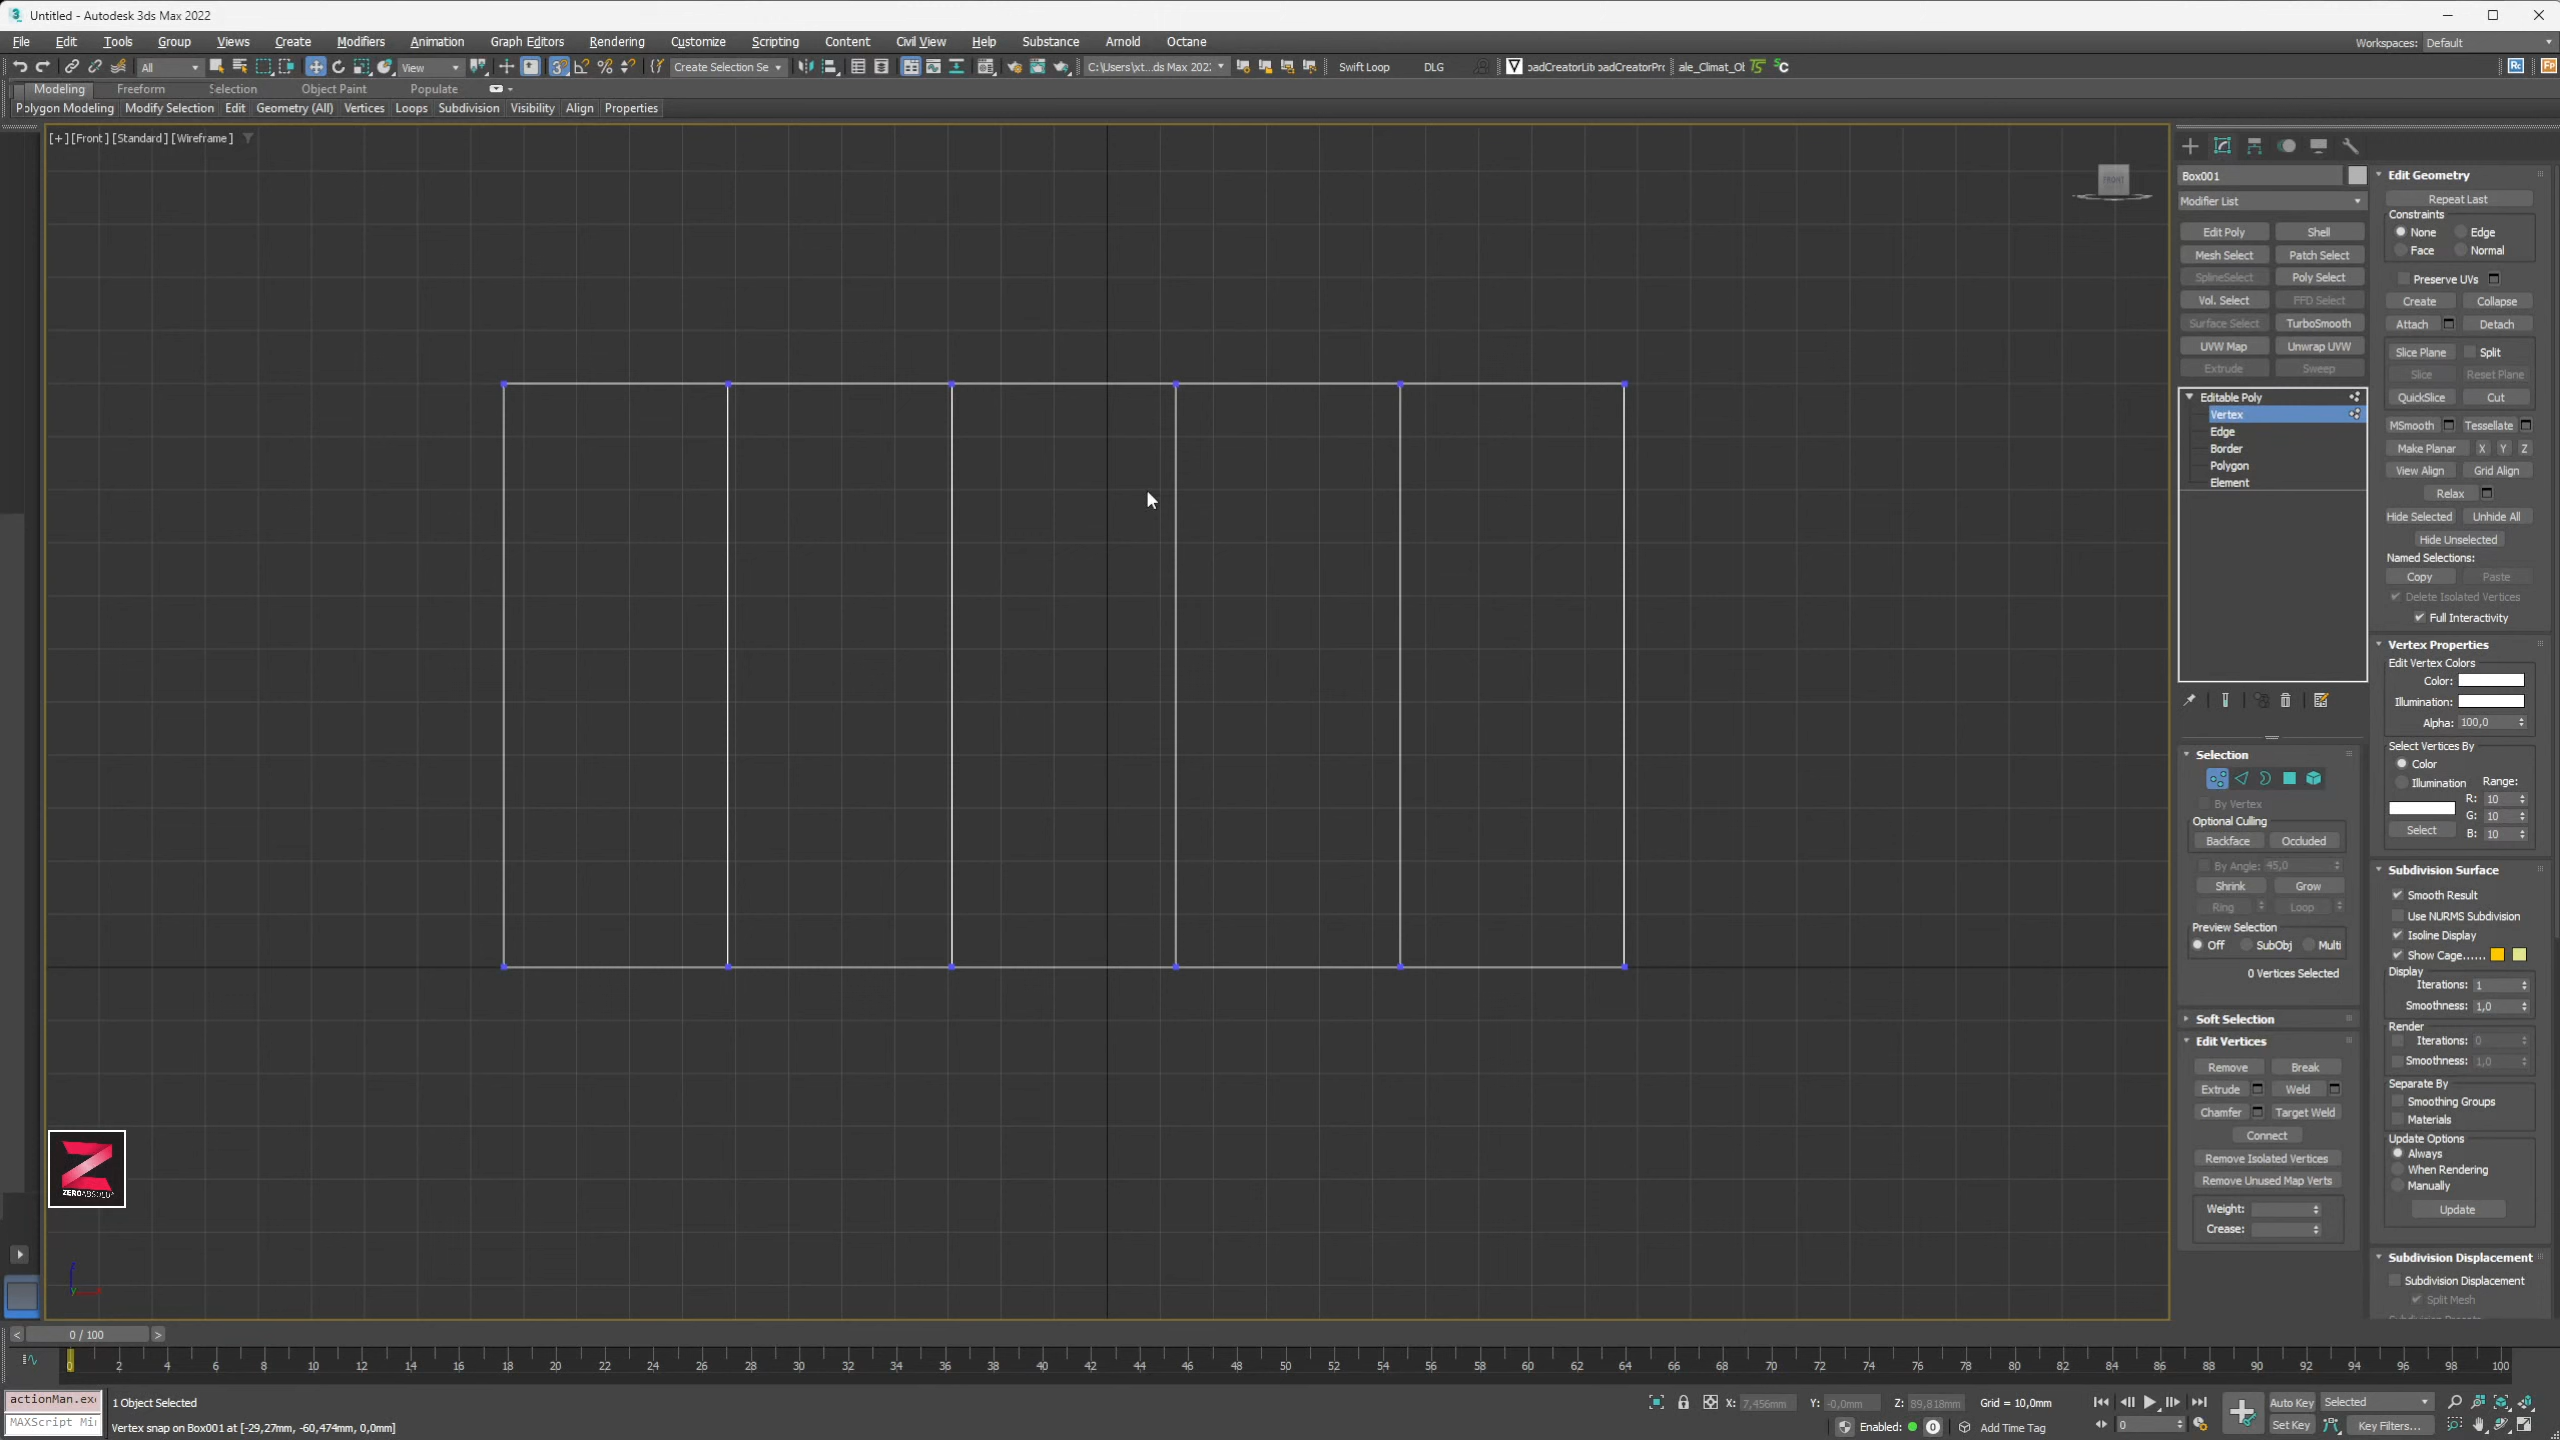 Untitled - Autodesk 3ds Max 2022
File Edit Tools Group Views Create Modifiers Animation Graph Editors Rendering Customize Scripting Content Civil View Help Substance Arnold Octane Workspaces: Default
All View Create Selection Se C:\Users\xt...ds Max 202: Swift Loop DLG oadCreatorLib oadCreatorPro ale_Climat_Ol
Modeling Freeform Selection Object Paint Populate
Polygon Modeling Modify Selection Edit Geometry (All) Vertices Loops Subdivision Visibility Align Properties
[+] [Front] [Standard] [Wireframe]
FRONT
Box001
Modifier List
Edit Poly Shell
Mesh Select Patch Select
SplineSelect Poly Select
Vol. Select FFD Select
Surface Select TurboSmooth
UVW Map Unwrap UVW
Extrude Sweep
Editable Poly
Vertex
Edge
Border
Polygon
Element
Selection
By Vertex
Optional Culling
Backface Occluded
By Angle: 45,0
Shrink Grow
Ring Loop
Preview Selection
Off SubObj Multi
0 Vertices Selected
Soft Selection
Edit Vertices
Remove Break
Extrude Weld
Chamfer Target Weld
Connect
Remove Isolated Vertices
Remove Unused Map Verts
Weight:
Crease:
Edit Geometry
Repeat Last
Constraints
None Edge
Face Normal
Preserve UVs
Create Collapse
Attach Detach
Slice Plane Split
Slice Reset Plane
QuickSlice Cut
MSmooth Tessellate
Make Planar X Y Z
View Align Grid Align
Relax
Hide Selected Unhide All
Hide Unselected
Named Selections:
Copy Paste
Delete Isolated Vertices
Full Interactivity
Vertex Properties
Edit Vertex Colors
Color:
Illumination:
Alpha: 100,0
Select Vertices By
Color
Illumination Range:
R: 10
G: 10
Select B: 10
Subdivision Surface
Smooth Result
Use NURMS Subdivision
Isoline Display
Show Cage......
Display
Iterations: 1
Smoothness: 1,0
Render
Iterations: 0
Smoothness: 1,0
Separate By
Smoothing Groups
Materials
Update Options
Always
When Rendering
Manually
Update
Subdivision Displacement
Subdivision Displacement
Split Mesh
ZEROABSOLU
0 / 100
0 2 4 6 8 10 12 14 16 18 20 22 24 26 28 30 32 34 36 38 40 42 44 46 48 50 52 54 56 58 60 62 64 66 68 70 72 74 76 78 80 82 84 86 88 90 92 94 96 98 100
actionMan.ex 1 Object Selected X: 7,456mm Y: -0,0mm Z: 89,818mm Grid = 10,0mm Auto Key Selected
MAXScript Mi Vertex snap on Box001 at [-29,27mm, -60,474mm, 0,0mm] Enabled: 0 Add Time Tag 0 Set Key Key Filters...